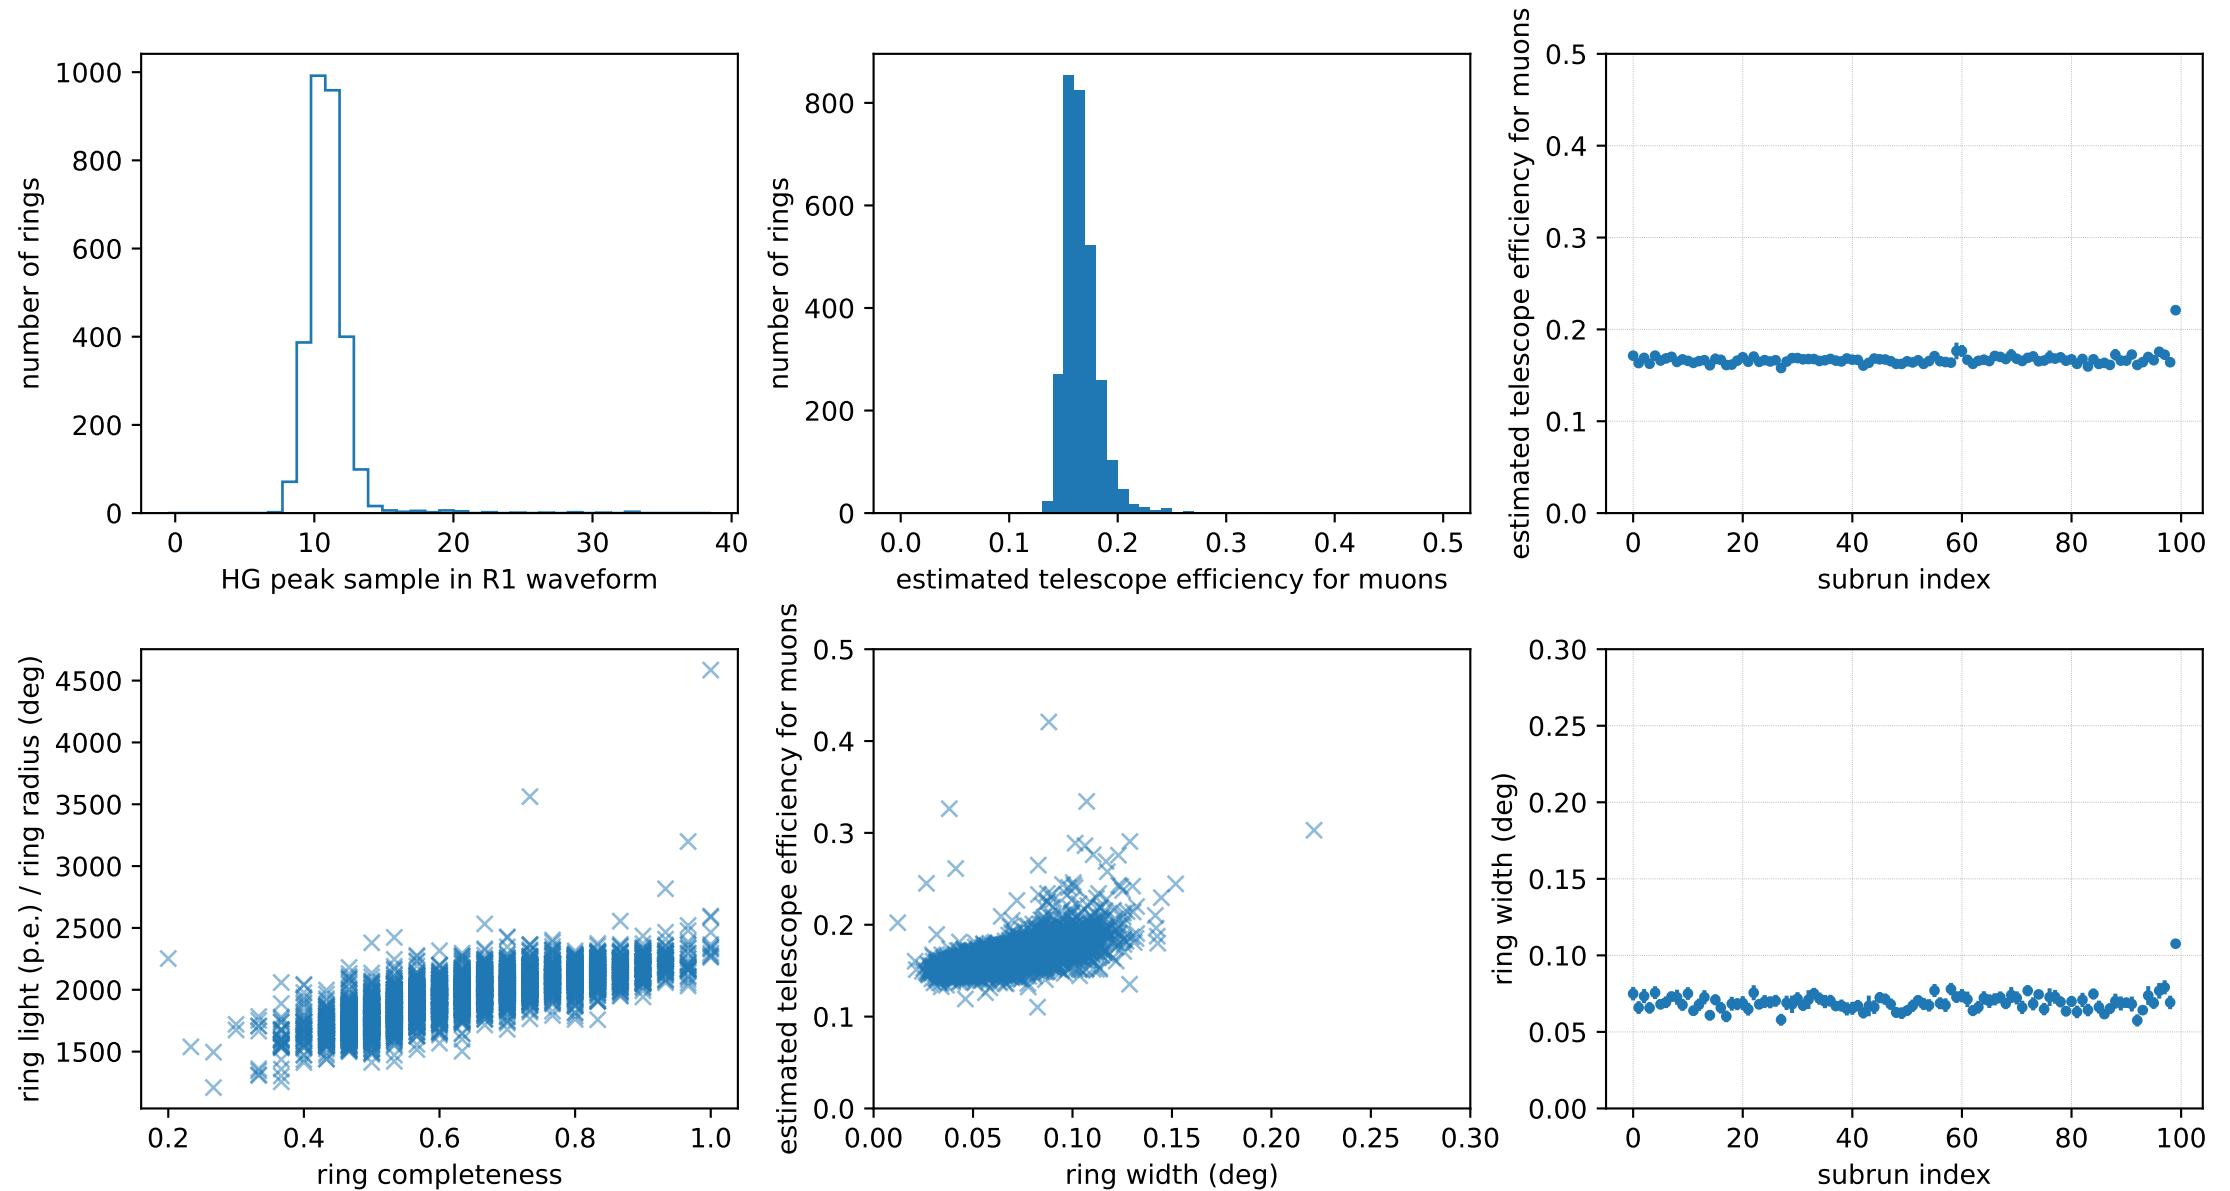 1000
800
600
400
200
0
number of rings
0 10 20 30 40
HG peak sample in R1 waveform
800
600
400
200
0
number of rings
0.0 0.1 0.2 0.3 0.4 0.5
estimated telescope efficiency for muons
0.5
0.4
0.3
0.2
0.1
0.0
estimated telescope efficiency for muons
0 20 40 60 80 100
subrun index
4500
4000
3500
3000
2500
2000
1500
ring light (p.e.) / ring radius (deg)
0.2 0.4 0.6 0.8 1.0
ring completeness
0.5
0.4
0.3
0.2
0.1
0.0
estimated telescope efficiency for muons
0.00 0.05 0.10 0.15 0.20 0.25 0.30
ring width (deg)
0.30
0.25
0.20
0.15
0.10
0.05
0.00
ring width (deg)
0 20 40 60 80 100
subrun index